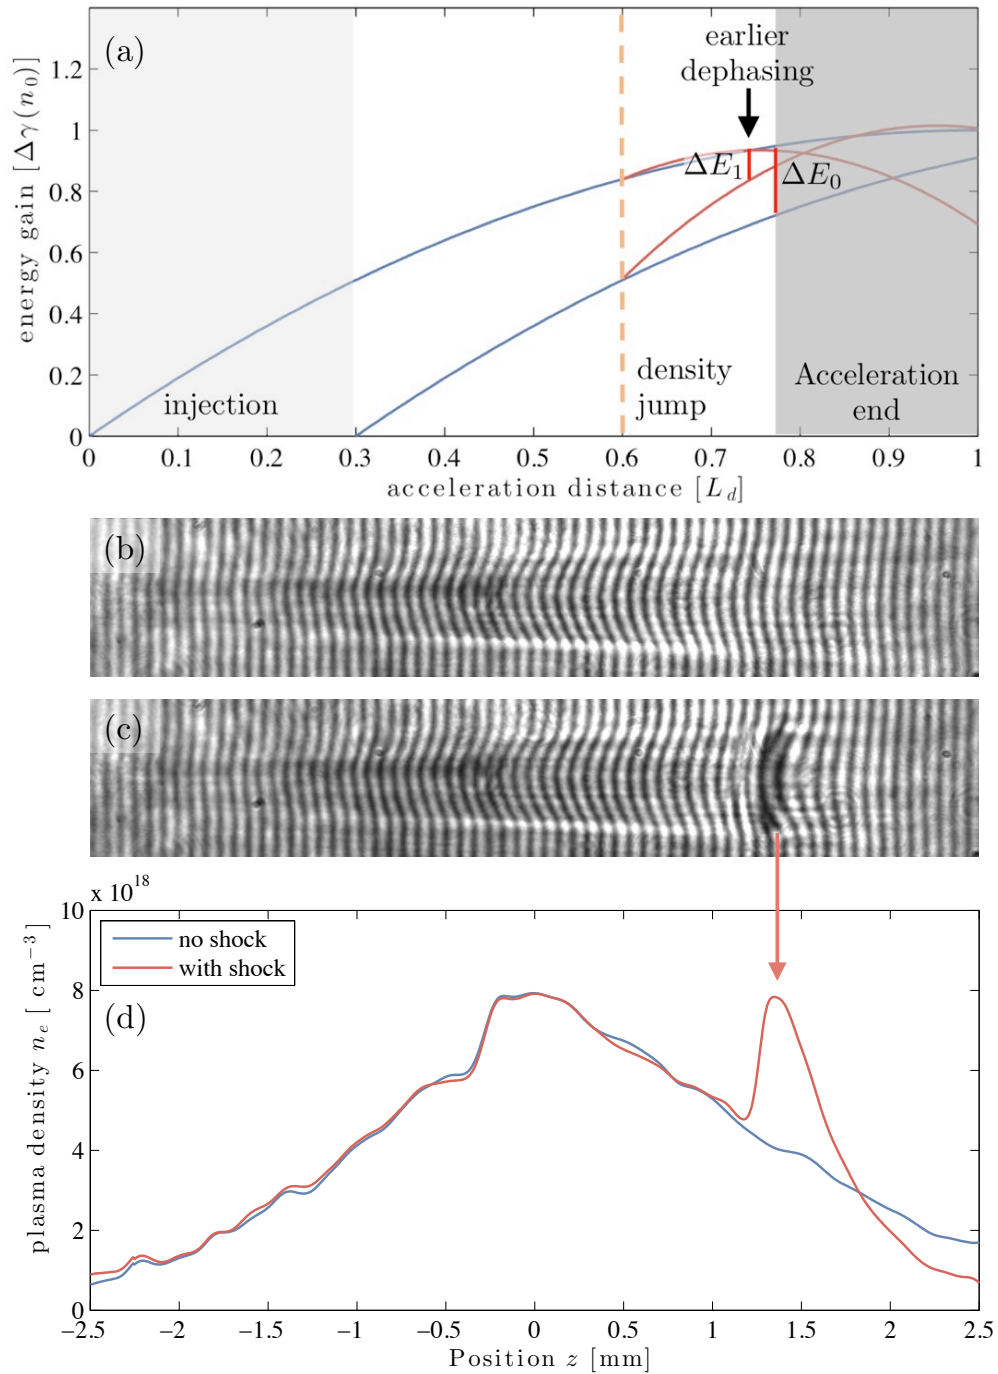 (a)
earlier
dephasing
ΔE₁
ΔE₀
injection
density
jump
Acceleration
end
energy gain [Δγ(n₀)]
1.2
1
0.8
0.6
0.4
0.2
0
0 0.1 0.2 0.3 0.4 0.5 0.6 0.7 0.8 0.9 1
acceleration distance [L_d]
(b)
(c)
x 10¹⁸
10
8
6
4
2
0
no shock
with shock
(d)
plasma density nₑ [ cm⁻³]
−2.5 −2 −1.5 −1 −0.5 0 0.5 1 1.5 2 2.5
Position z [mm]